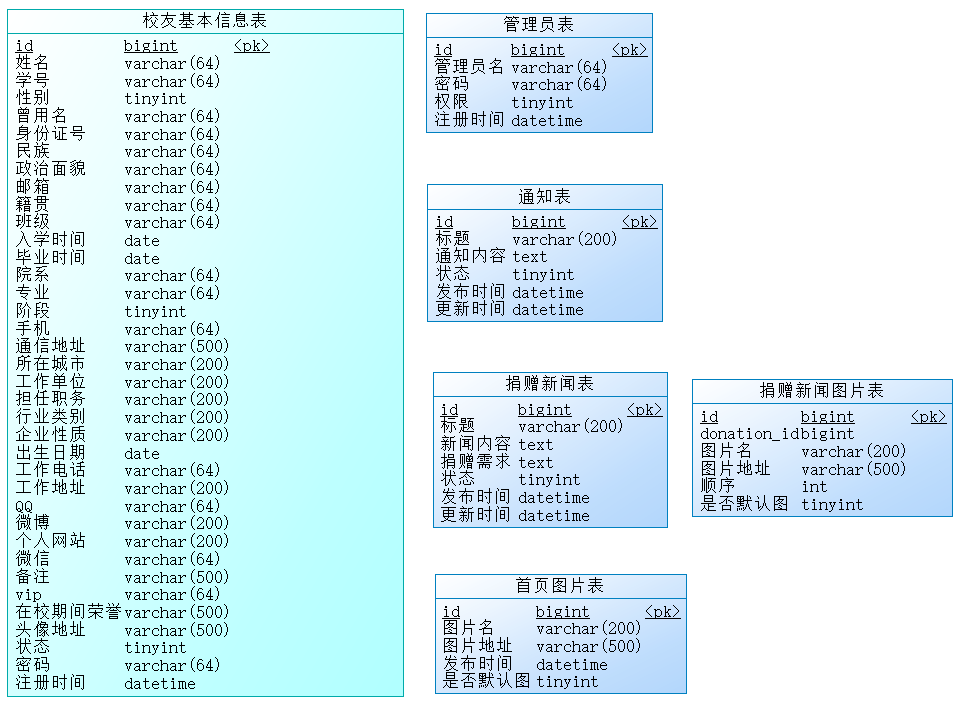 校友基本信息表
id bigint <pk>
姓名 varchar(64)
学号 varchar(64)
性别 tinyint
曾用名 varchar(64)
身份证号 varchar(64)
民族 varchar(64)
政治面貌 varchar(64)
邮箱 varchar(64)
籍贯 varchar(64)
班级 varchar(64)
入学时间 date
毕业时间 date
院系 varchar(64)
专业 varchar(64)
阶段 tinyint
手机 varchar(64)
通信地址 varchar(500)
所在城市 varchar(200)
工作单位 varchar(200)
担任职务 varchar(200)
行业类别 varchar(200)
企业性质 varchar(200)
出生日期 date
工作电话 varchar(64)
工作地址 varchar(200)
QQ varchar(64)
微博 varchar(200)
个人网站 varchar(200)
微信 varchar(64)
备注 varchar(500)
vip varchar(64)
在校期间荣誉 varchar(500)
头像地址 varchar(500)
状态 tinyint
密码 varchar(64)
注册时间 datetime
管理员表
id bigint <pk>
管理员名 varchar(64)
密码 varchar(64)
权限 tinyint
注册时间 datetime
通知表
id bigint <pk>
标题 varchar(200)
通知内容 text
状态 tinyint
发布时间 datetime
更新时间 datetime
捐赠新闻表
id bigint <pk>
标题 varchar(200)
新闻内容 text
捐赠需求 text
状态 tinyint
发布时间 datetime
更新时间 datetime
捐赠新闻图片表
id bigint <pk>
donation_id bigint
图片名 varchar(200)
图片地址 varchar(500)
顺序 int
是否默认图 tinyint
首页图片表
id bigint <pk>
图片名 varchar(200)
图片地址 varchar(500)
发布时间 datetime
是否默认图 tinyint